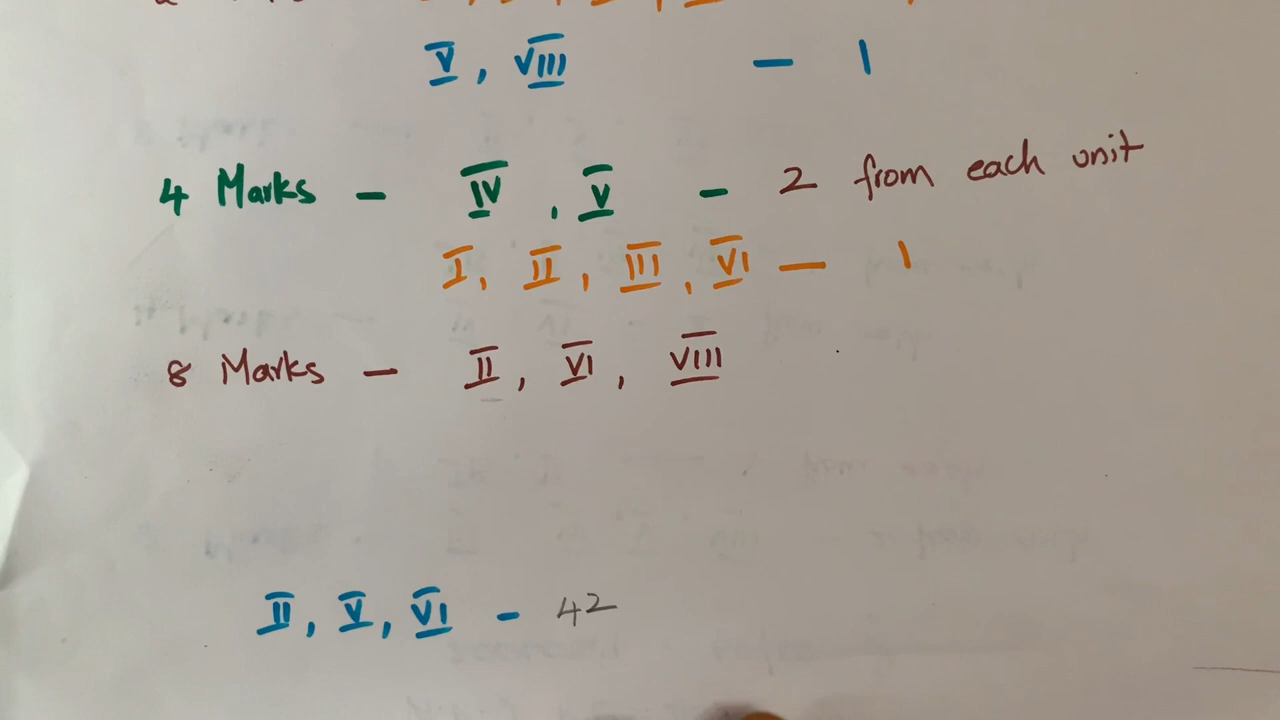 V, VIII - 1
4 Marks - IV, V - 2 from each unit
I, II, III, VI - 1
8 Marks - II, VI, VIII
II, V, VI - 42